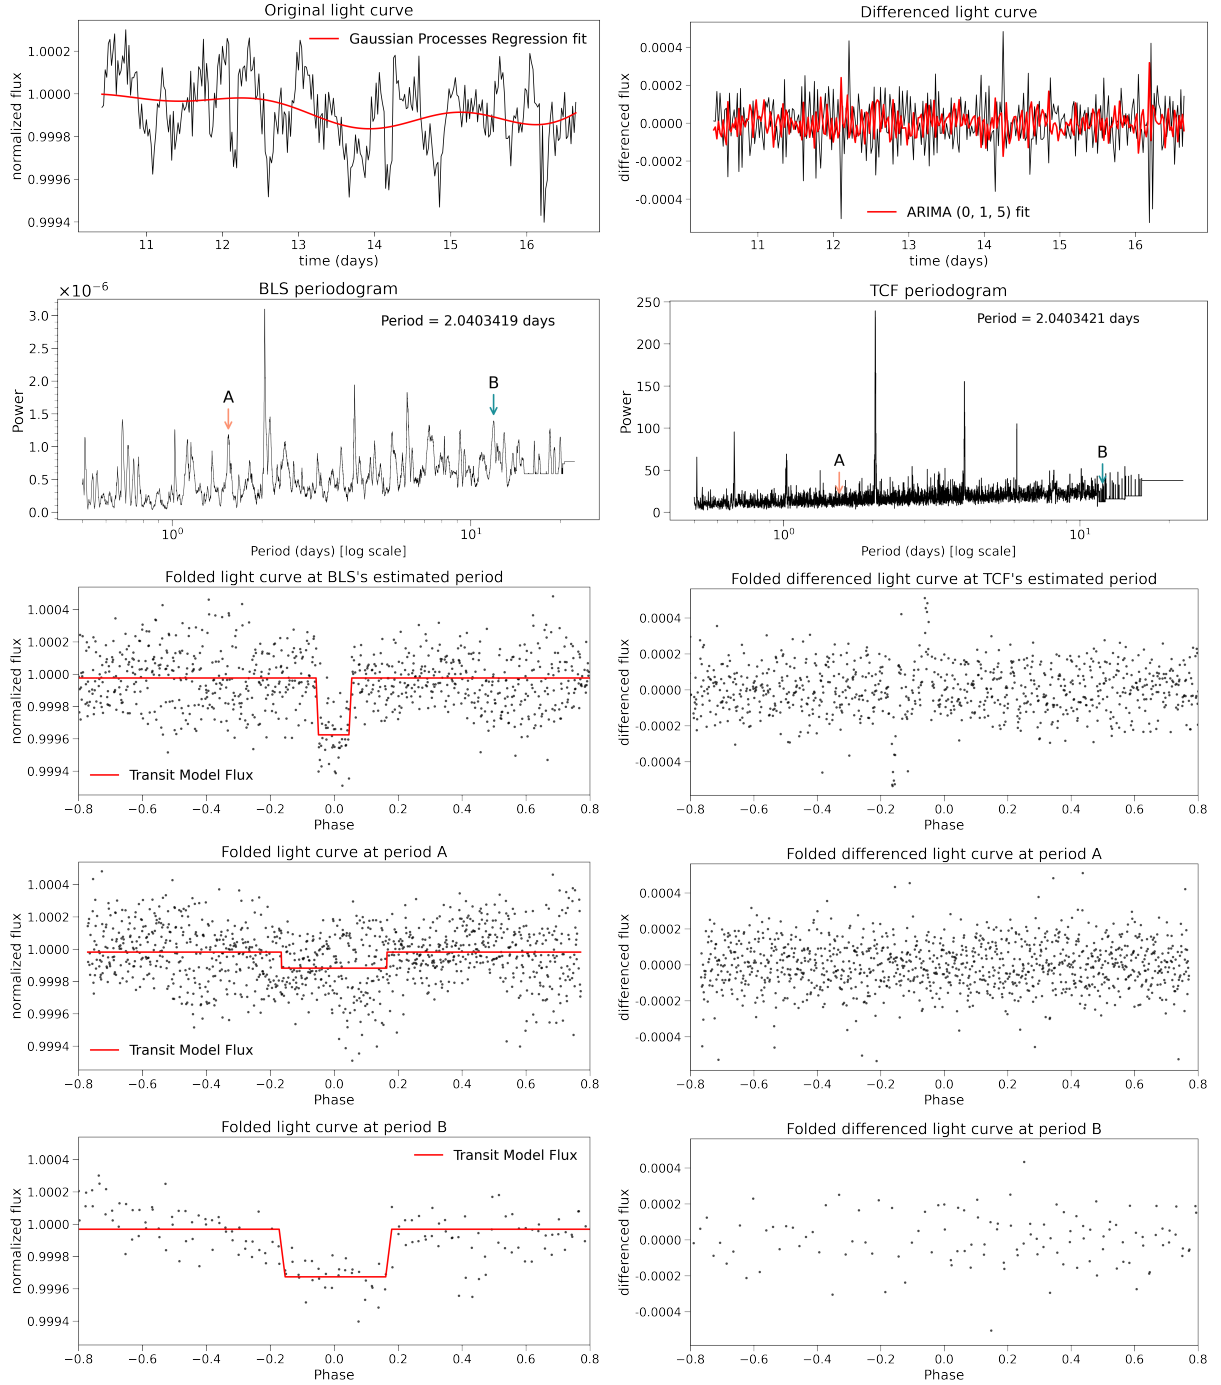 Original light curve
Gaussian Processes Regression fit
normalized flux
1.0002
1.0000
0.9998
0.9996
0.9994
11 12 13 14 15 16
time (days)
Differenced light curve
differenced flux
0.0004
0.0002
0.0000
-0.0002
-0.0004
ARIMA (0, 1, 5) fit
11 12 13 14 15 16
time (days)
BLS periodogram
×10⁻⁶
Period = 2.0403419 days
Power
3.0
2.5
2.0
1.5
1.0
0.5
0.0
A
B
10⁰ 10¹
Period (days) [log scale]
TCF periodogram
Period = 2.0403421 days
Power
250
200
150
100
50
0
A
B
10⁰ 10¹
Period (days) [log scale]
Folded light curve at BLS's estimated period
normalized flux
1.0004
1.0002
1.0000
0.9998
0.9996
0.9994
Transit Model Flux
−0.8 −0.6 −0.4 −0.2 0.0 0.2 0.4 0.6 0.8
Phase
Folded differenced light curve at TCF's estimated period
differenced flux
0.0004
0.0002
0.0000
-0.0002
-0.0004
−0.8 −0.6 −0.4 −0.2 0.0 0.2 0.4 0.6 0.8
Phase
Folded light curve at period A
normalized flux
1.0004
1.0002
1.0000
0.9998
0.9996
0.9994
Transit Model Flux
−0.8 −0.6 −0.4 −0.2 0.0 0.2 0.4 0.6 0.8
Phase
Folded differenced light curve at period A
differenced flux
0.0004
0.0002
0.0000
-0.0002
-0.0004
−0.8 −0.6 −0.4 −0.2 0.0 0.2 0.4 0.6 0.8
Phase
Folded light curve at period B
normalized flux
1.0004
1.0002
1.0000
0.9998
0.9996
0.9994
Transit Model Flux
−0.8 −0.6 −0.4 −0.2 0.0 0.2 0.4 0.6 0.8
Phase
Folded differenced light curve at period B
differenced flux
0.0004
0.0002
0.0000
-0.0002
-0.0004
−0.8 −0.6 −0.4 −0.2 0.0 0.2 0.4 0.6 0.8
Phase